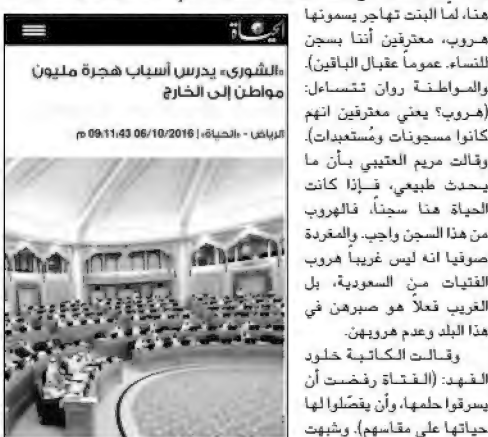 هنا، لما البنت تهاجر يسمونها
هروب، معترفين أننا بسجن
للنساء. عموماً عقبال الباقين).
والمواطنة روان تتساءل:
(هروب؟ يعني معترفين انهم
كانوا مسجونات ومُستعبدات).
وقالت مريم العتيبي بأن ما
يحدث طبيعي، فإذا كانت
الحياة هنا سجناً، فالهروب
من هذا السجن واجب. والمغردة
صوفيا انه ليس غريباً هروب
الفتيات من السعودية، بل
الغريب فعلاً هو صبرهن في
هذا البلد وعدم هروبهن.
وقالت الكاتبة خلود
الفهد: (الفتاة رفضت أن
يسرقوا حلمها، وأن يفصّلوا لها
حياتها على مقاسهم). وشبهت
الحياة
«الشورى» يدرس أسباب هجرة مليون
مواطن إلى الخارج
الرياض - «الحياة» | 06/10/2016 09:11:43 م